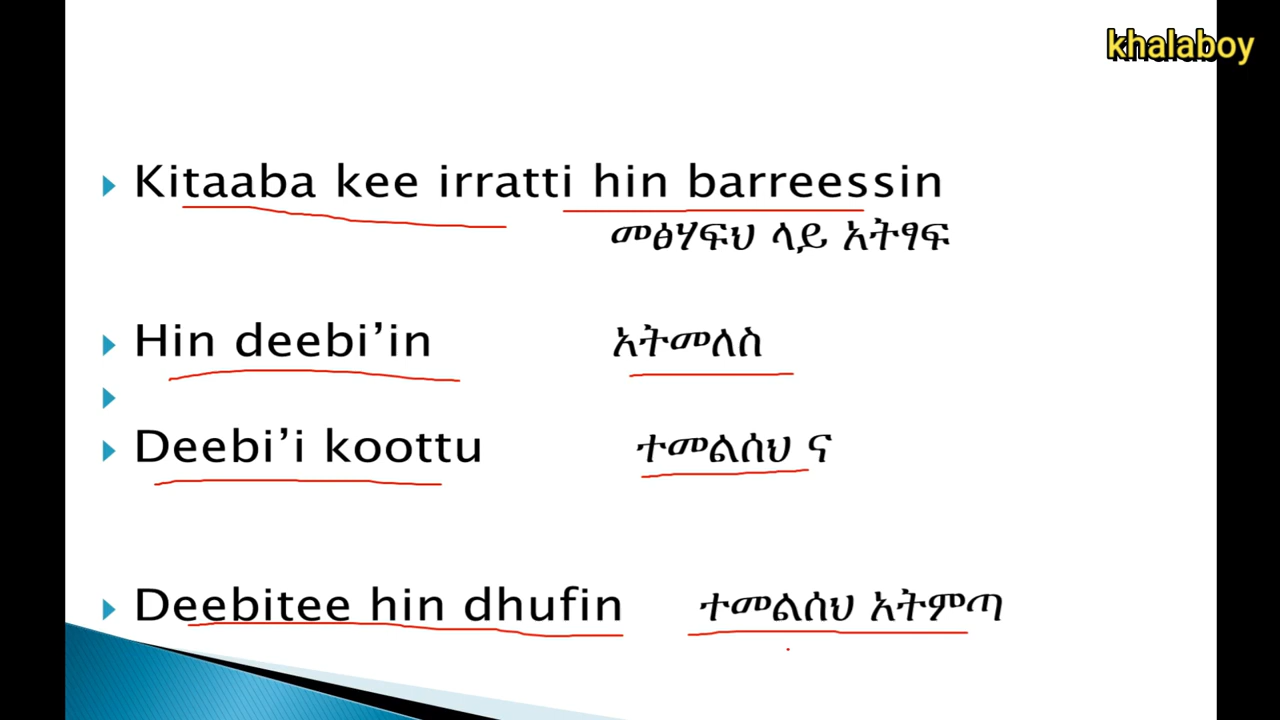 khalaboy
Kitaaba kee irratti hin barreessin
መፅሃፍህ ላይ አትፃፍ
Hin deebi’in አትመለስ
Deebi’i koottu ተመልሰህ ና
Deebitee hin dhufin ተመልሰህ አትምጣ